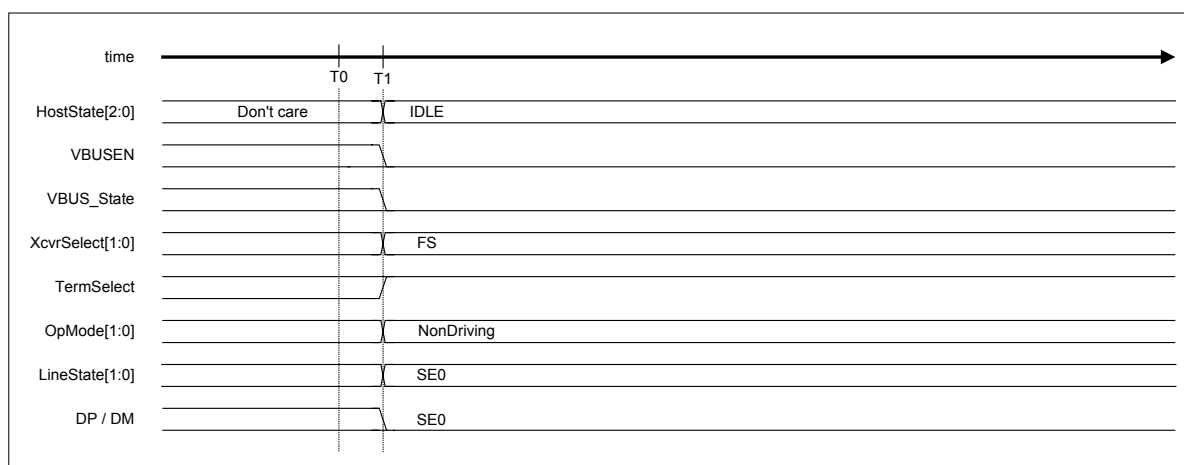 time
T0 T1
HostState[2:0] Don't care IDLE
VBUSEN
VBUS_State
XcvrSelect[1:0] FS
TermSelect
OpMode[1:0] NonDriving
LineState[1:0] SE0
DP / DM SE0